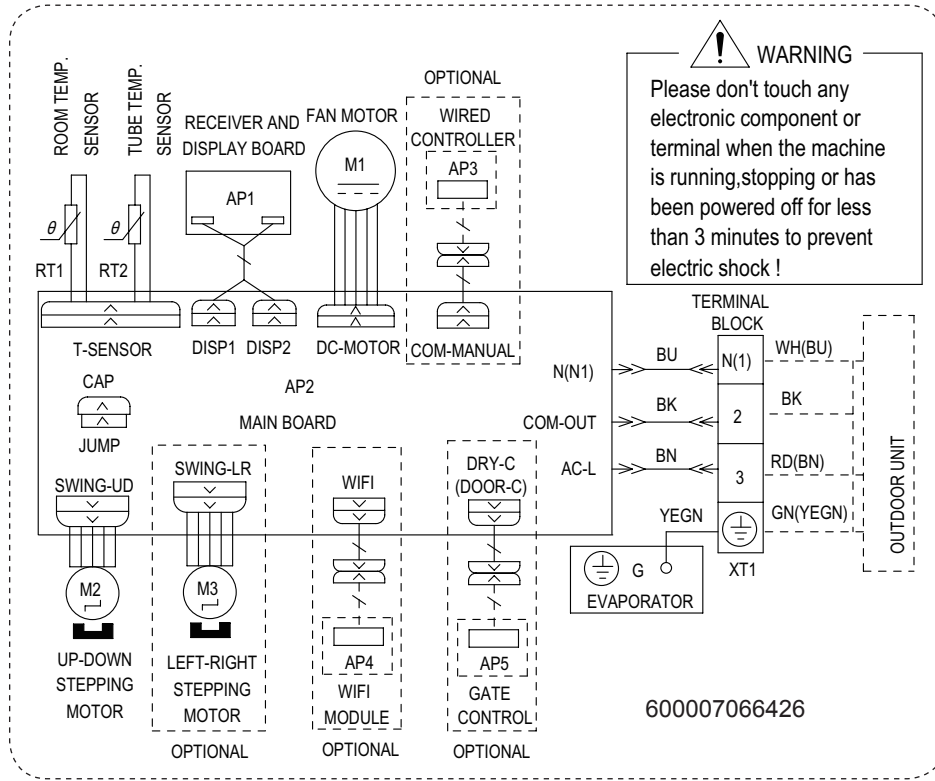 WARNING
Please don't touch any
electronic component or
terminal when the machine
is running,stopping or has
been powered off for less
than 3 minutes to prevent
electric shock !
ROOM TEMP.
SENSOR
TUBE TEMP.
SENSOR
RECEIVER AND
DISPLAY BOARD
FAN MOTOR
OPTIONAL
WIRED
CONTROLLER
AP1
M1
AP3
θ
θ
RT1
RT2
T-SENSOR
DISP1
DISP2
DC-MOTOR
COM-MANUAL
CAP
JUMP
AP2
MAIN BOARD
N(N1)
COM-OUT
AC-L
BU
BK
BN
YEGN
TERMINAL
BLOCK
N(1)
2
3
XT1
WH(BU)
BK
RD(BN)
GN(YEGN)
OUTDOOR UNIT
G
EVAPORATOR
SWING-UD
SWING-LR
WIFI
DRY-C
(DOOR-C)
M2
M3
AP4
AP5
UP-DOWN
STEPPING
MOTOR
LEFT-RIGHT
STEPPING
MOTOR
OPTIONAL
WIFI
MODULE
OPTIONAL
GATE
CONTROL
OPTIONAL
600007066426